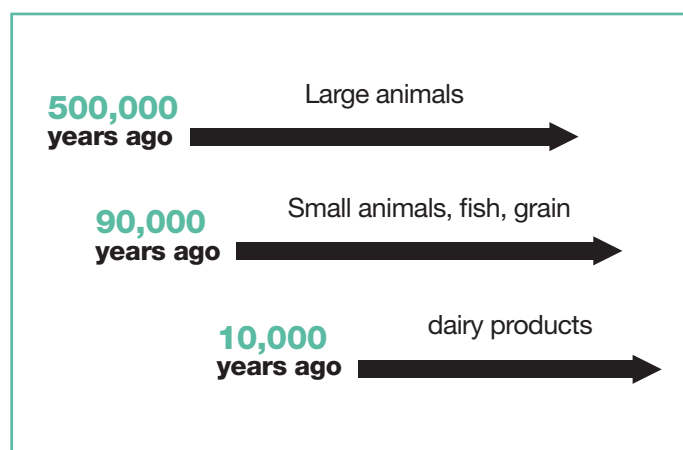 Large animals
500,000
years ago
Small animals, fish, grain
90,000
years ago
dairy products
10,000
years ago